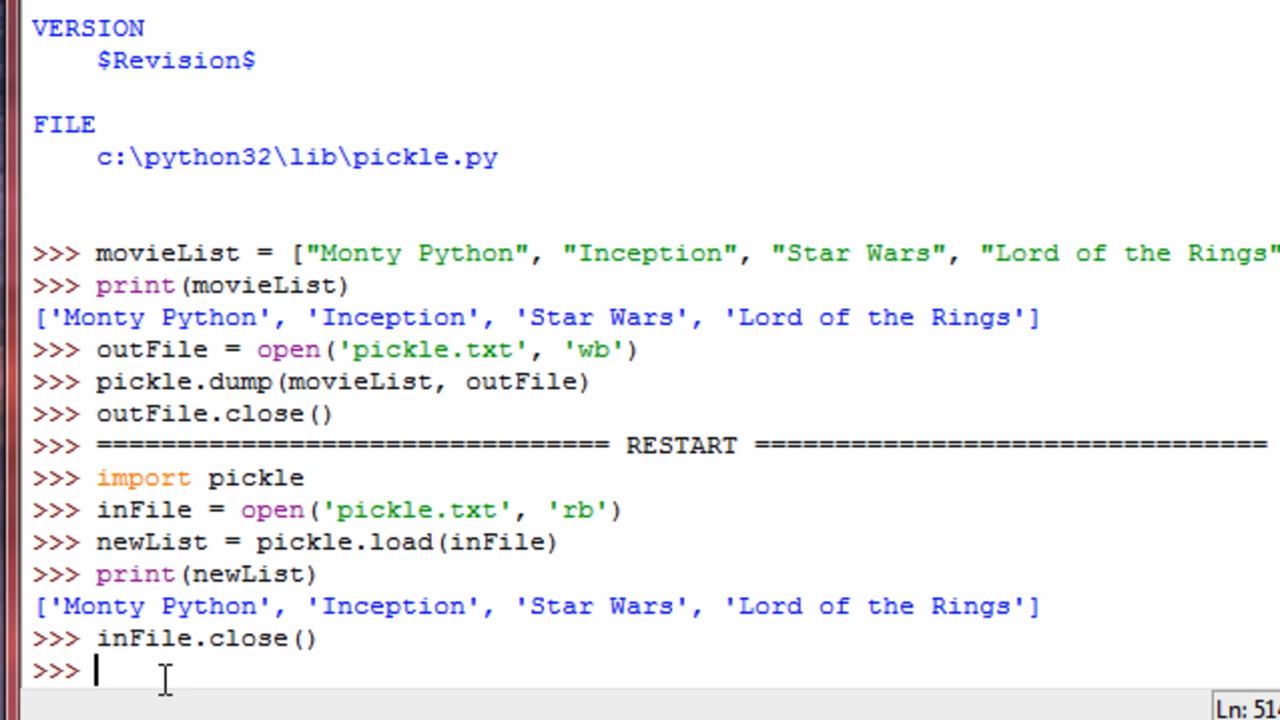 VERSION
$Revision$
FILE
c:\python32\lib\pickle.py
>>> movieList = ["Monty Python", "Inception", "Star Wars", "Lord of the Rings"
>>> print(movieList)
['Monty Python', 'Inception', 'Star Wars', 'Lord of the Rings']
>>> outFile = open('pickle.txt', 'wb')
>>> pickle.dump(movieList, outFile)
>>> outFile.close()
>>> ================================ RESTART ================================
>>> import pickle
>>> inFile = open('pickle.txt', 'rb')
>>> newList = pickle.load(inFile)
>>> print(newList)
['Monty Python', 'Inception', 'Star Wars', 'Lord of the Rings']
>>> inFile.close()
>>>
Ln: 514